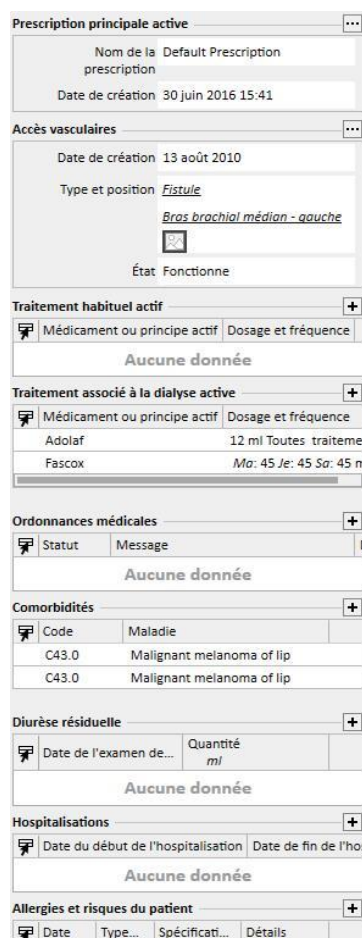 Prescription principale active
Nom de la Default Prescription
prescription
Date de création 30 juin 2016 15:41
Accès vasculaires
Date de création 13 août 2010
Type et position Fistule
Bras brachial médian - gauche
État Fonctionne
Traitement habituel actif
Médicament ou principe actif Dosage et fréquence
Aucune donnée
Traitement associé à la dialyse active
Médicament ou principe actif Dosage et fréquence
Adolaf 12 ml Toutes traiteme
Fascox Ma: 45 Je: 45 Sa: 45 m
Ordonnances médicales
Statut Message
Aucune donnée
Comorbidités
Code Maladie
C43.0 Malignant melanoma of lip
C43.0 Malignant melanoma of lip
Diurèse résiduelle
Date de l'examen de... Quantité
ml
Aucune donnée
Hospitalisations
Date du début de l'hospitalisation Date de fin de l'ho
Aucune donnée
Allergies et risques du patient
Date Type... Spécificati... Détails